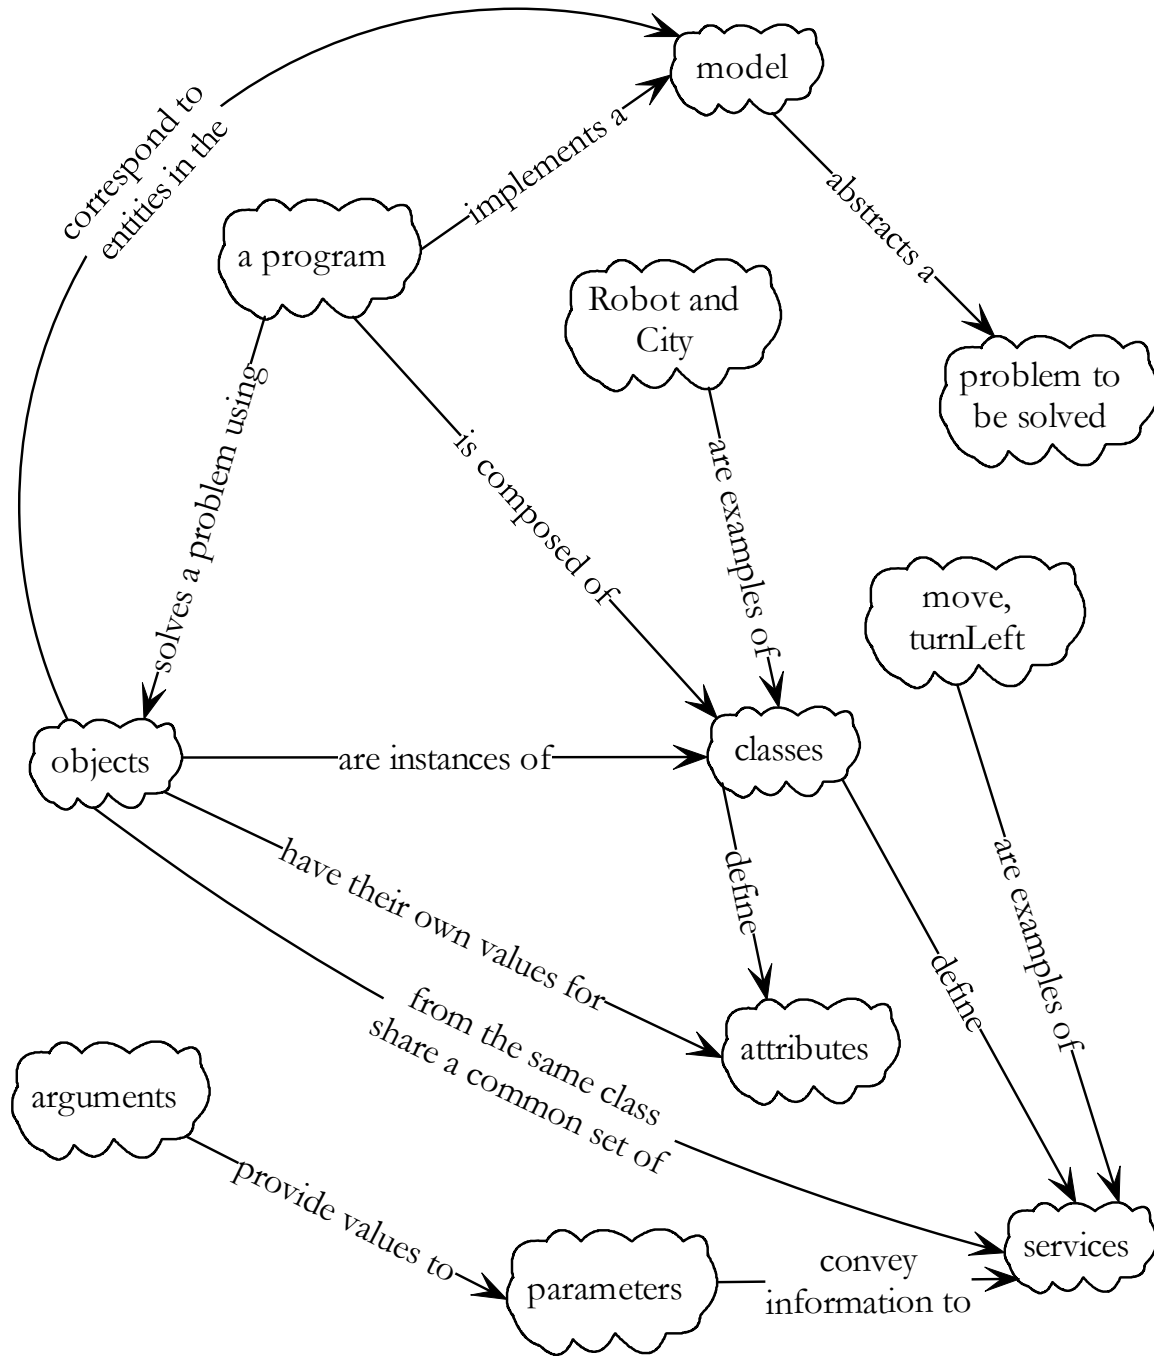 model
correspond to
entities in the
implements a
a program
abstracts a
Robot and
City
problem to
be solved
solves a problem using
is composed of
are examples of
move,
turnLeft
objects
are instances of
classes
have their own values for
define
are examples of
define
from the same class
share a common set of
attributes
arguments
provide values to
services
parameters
convey
information to